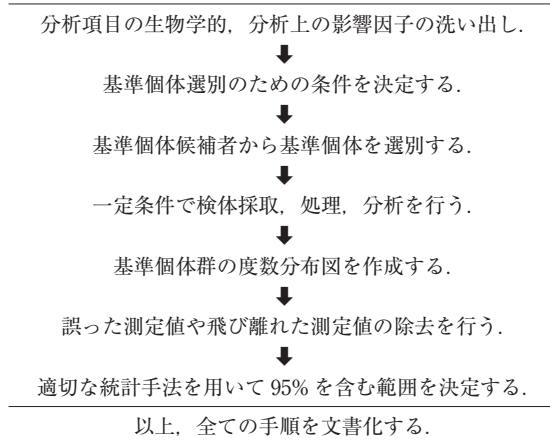 分析項目の生物学的，分析上の影響因子の洗い出し．
基準個体選別のための条件を決定する．
基準個体候補者から基準個体を選別する．
一定条件で検体採取，処理，分析を行う．
基準個体群の度数分布図を作成する．
誤った測定値や飛び離れた測定値の除去を行う．
適切な統計手法を用いて 95% を含む範囲を決定する．
以上，全ての手順を文書化する．